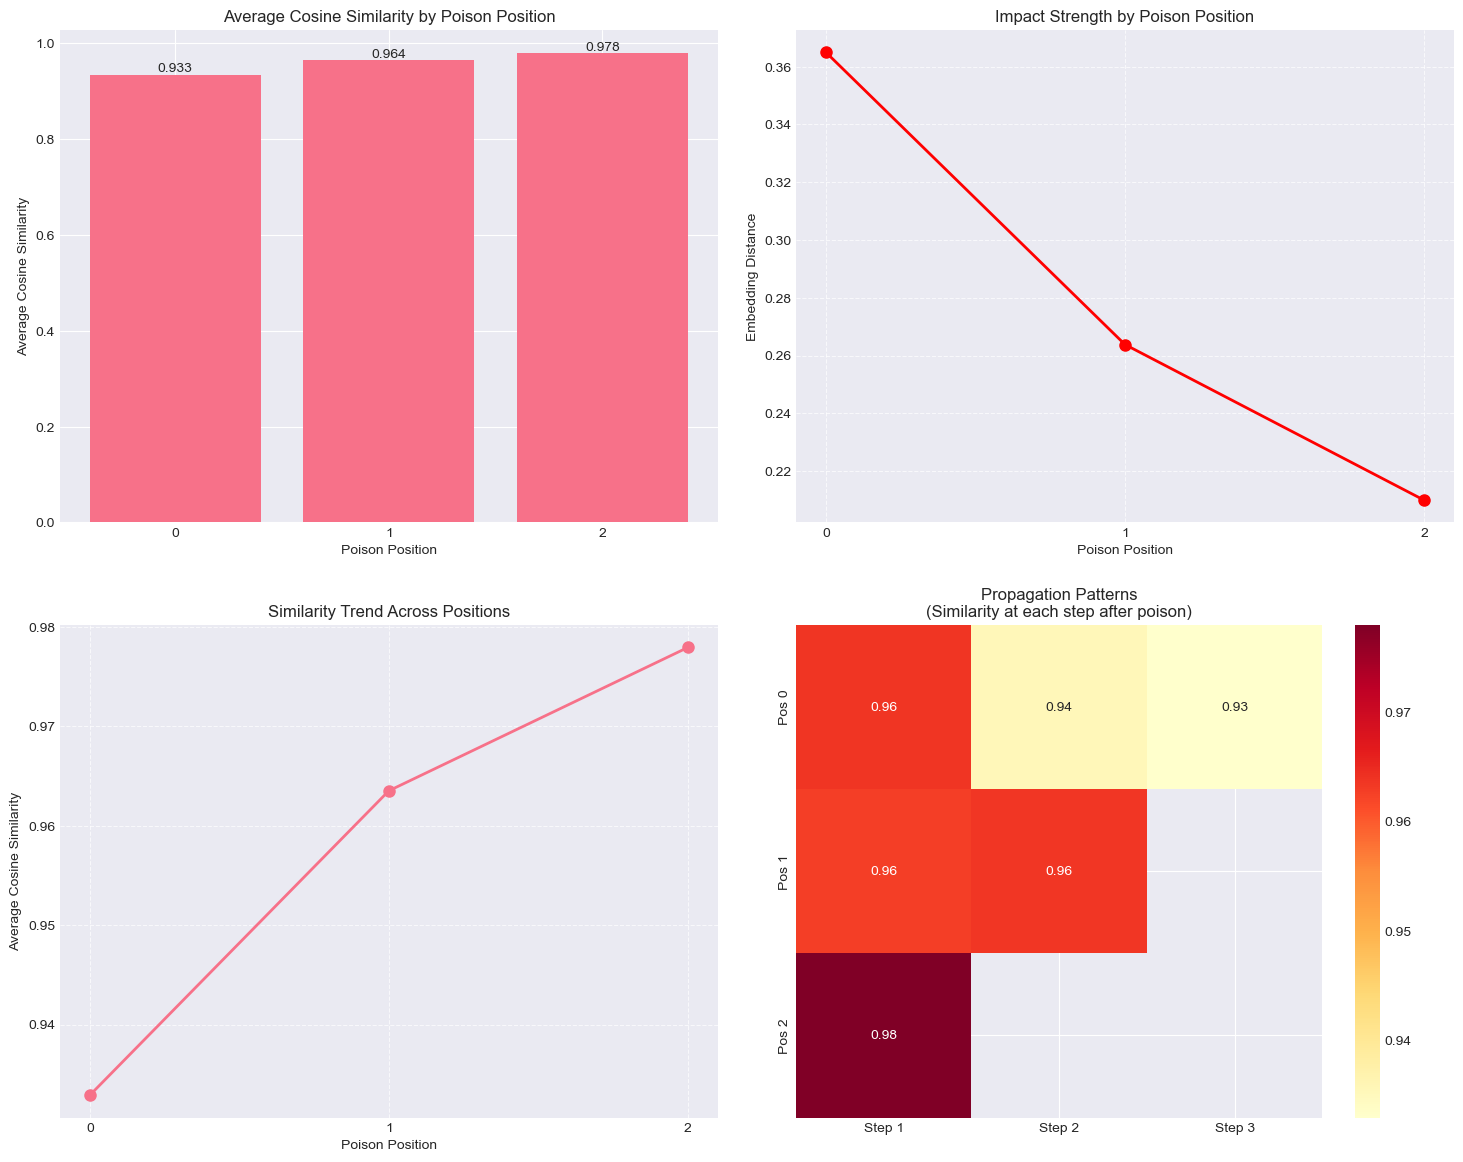 Average Cosine Similarity by Poison Position
Average Cosine Similarity
1.0
0.8
0.6
0.4
0.2
0.0
0.933
0.964
0.978
0
1
2
Poison Position
Impact Strength by Poison Position
Embedding Distance
0.36
0.34
0.32
0.30
0.28
0.26
0.24
0.22
0
1
2
Poison Position
Similarity Trend Across Positions
Average Cosine Similarity
0.98
0.97
0.96
0.95
0.94
0
1
2
Poison Position
Propagation Patterns
(Similarity at each step after poison)
Pos 0
0.96
0.94
0.93
Pos 1
0.96
0.96
Pos 2
0.98
Step 1
Step 2
Step 3
0.97
0.96
0.95
0.94